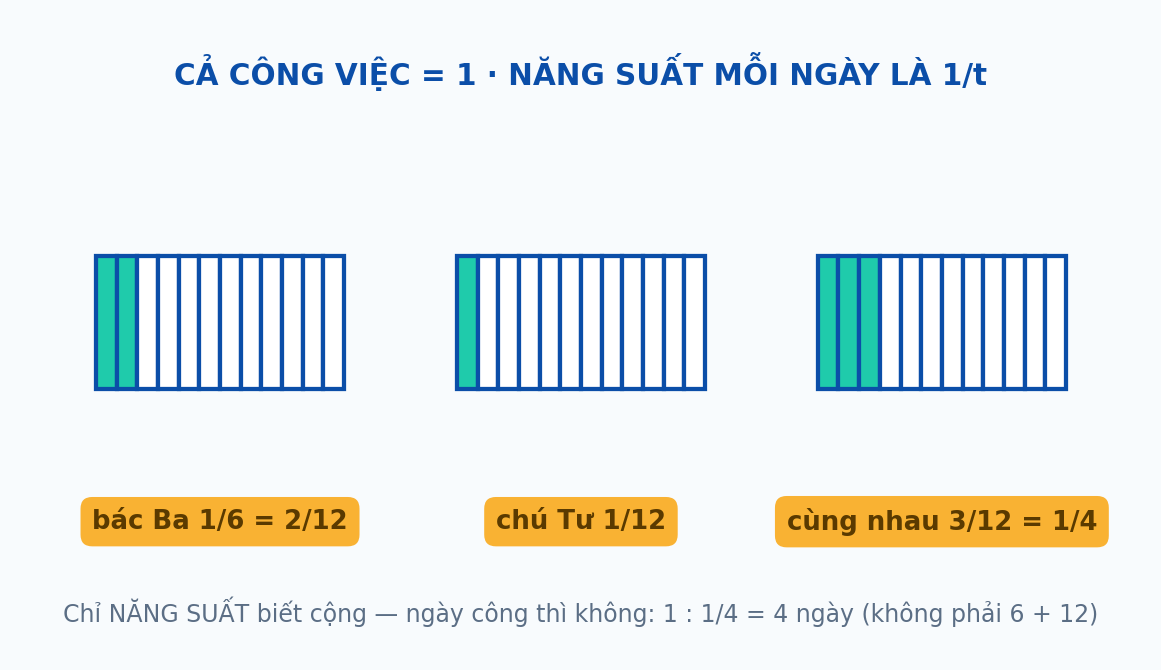 CẢ CÔNG VIỆC = 1 · NĂNG SUẤT MỖI NGÀY LÀ 1/t
bác Ba 1/6 = 2/12
chú Tư 1/12
cùng nhau 3/12 = 1/4
Chỉ NĂNG SUẤT biết cộng — ngày công thì không: 1 : 1/4 = 4 ngày (không phải 6 + 12)